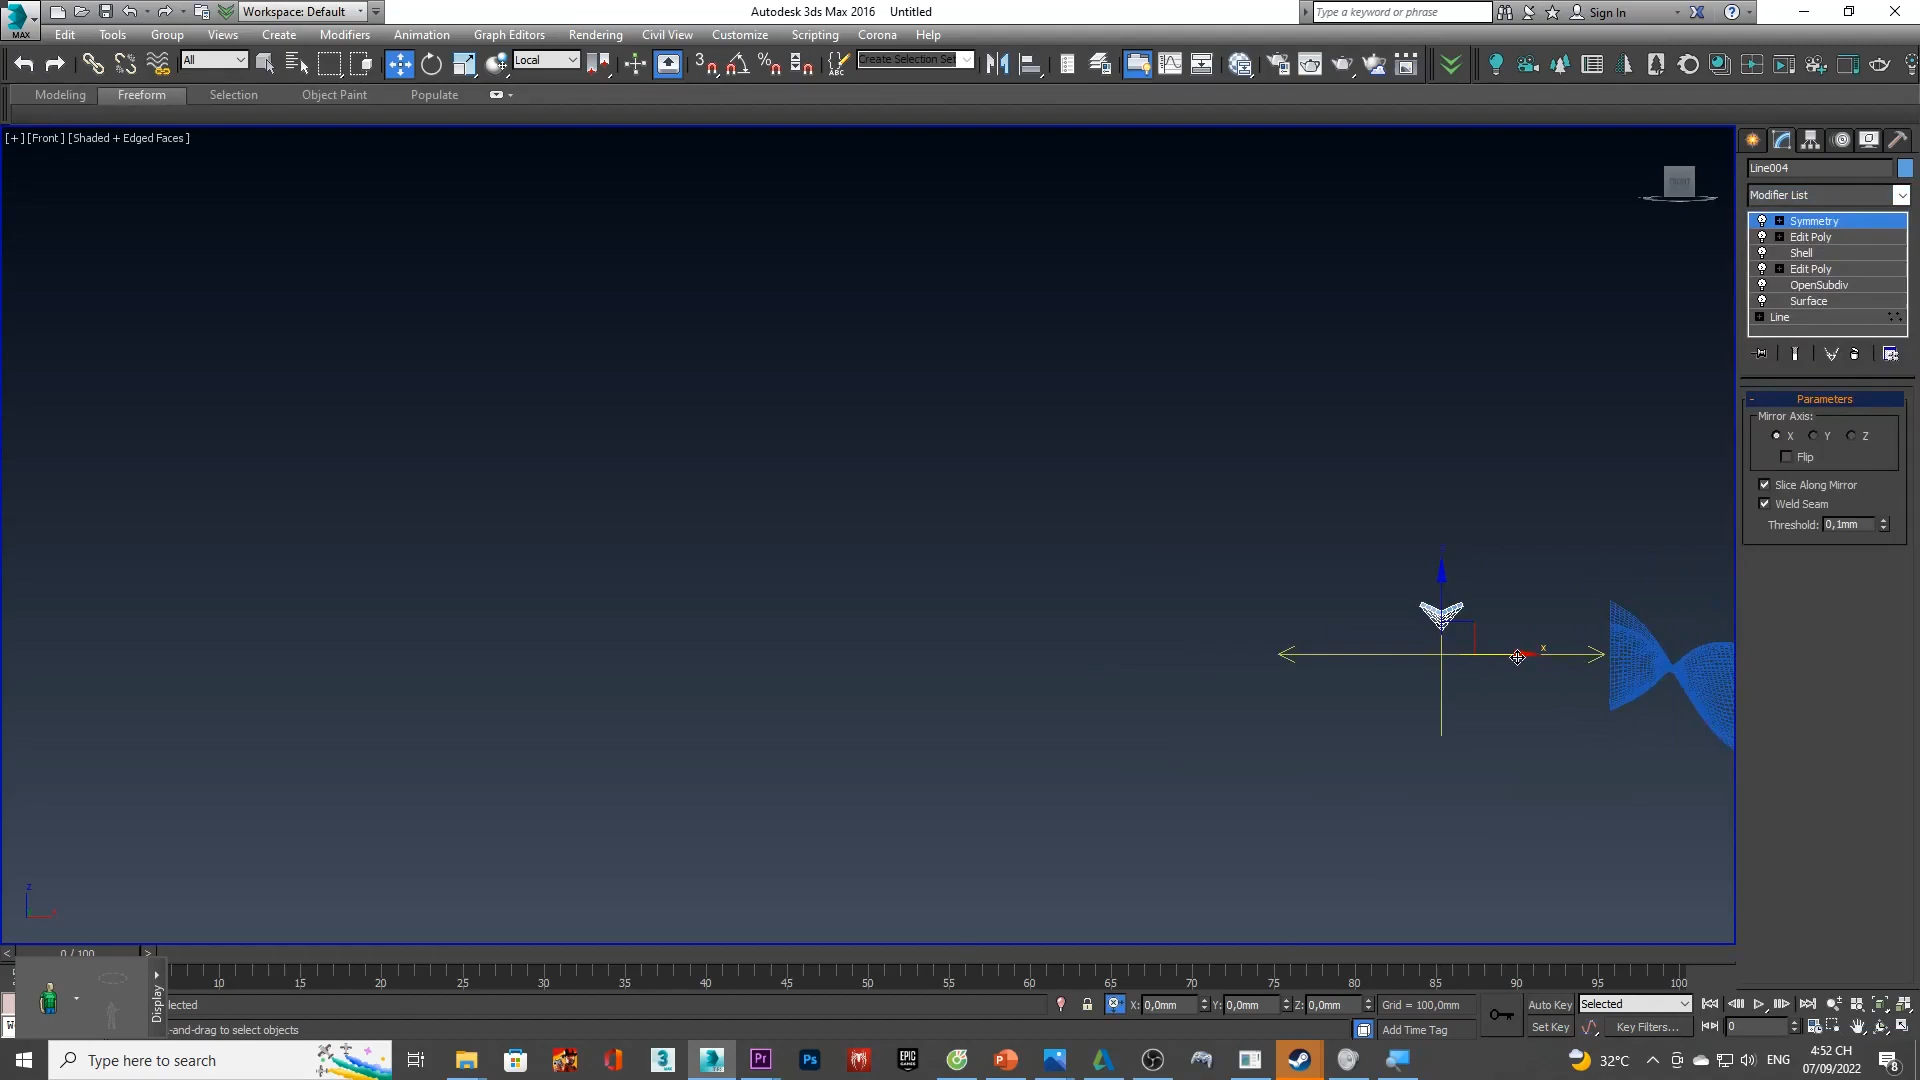 Workspace: Default
Autodesk 3ds Max 2016 Untitled
Type a keyword or phrase
Sign In
MAX
Edit Tools Group Views Create Modifiers Animation Graph Editors Rendering Civil View Customize Scripting Corona Help
All
Local
3
ABC
Create Selection Set
Modeling Freeform Selection Object Paint Populate
[+] [Front] [Shaded + Edged Faces]
FRONT
Line004
Modifier List
Symmetry
Edit Poly
Shell
Edit Poly
OpenSubdiv
Surface
Line
Parameters
Mirror Axis:
X Y Z
Flip
Slice Along Mirror
Weld Seam
Threshold: 0,1mm
x
z
0 / 100
10 15 20 25 30 35 40 45 50 55 60 65 70 75 80 85 90 95 100
Display
lected
X: 0,0mm Y: 0,0mm Z: 0,0mm Grid = 100,0mm
Auto Key Selected
-and-drag to select objects
Add Time Tag
Set Key Key Filters...
0
Type here to search
32°C
ENG
4:52 CH
07/09/2022
8